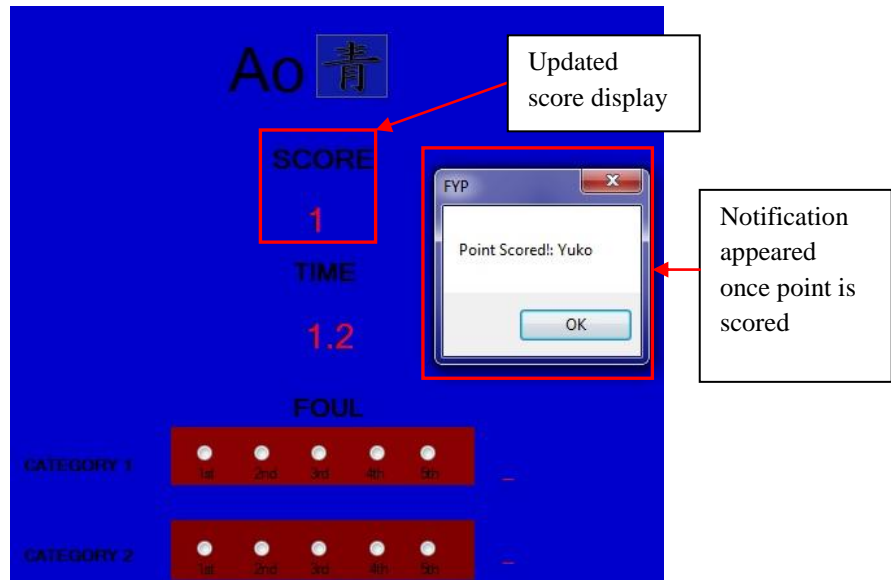 Ao 青
Updated
score display
SCORE
1
FYP
Point Scored!: Yuko
OK
Notification
appeared
once point is
scored
TIME
1.2
FOUL
CATEGORY 1
1st 2nd 3rd 4th 5th
_
CATEGORY 2
1st 2nd 3rd 4th 5th
_